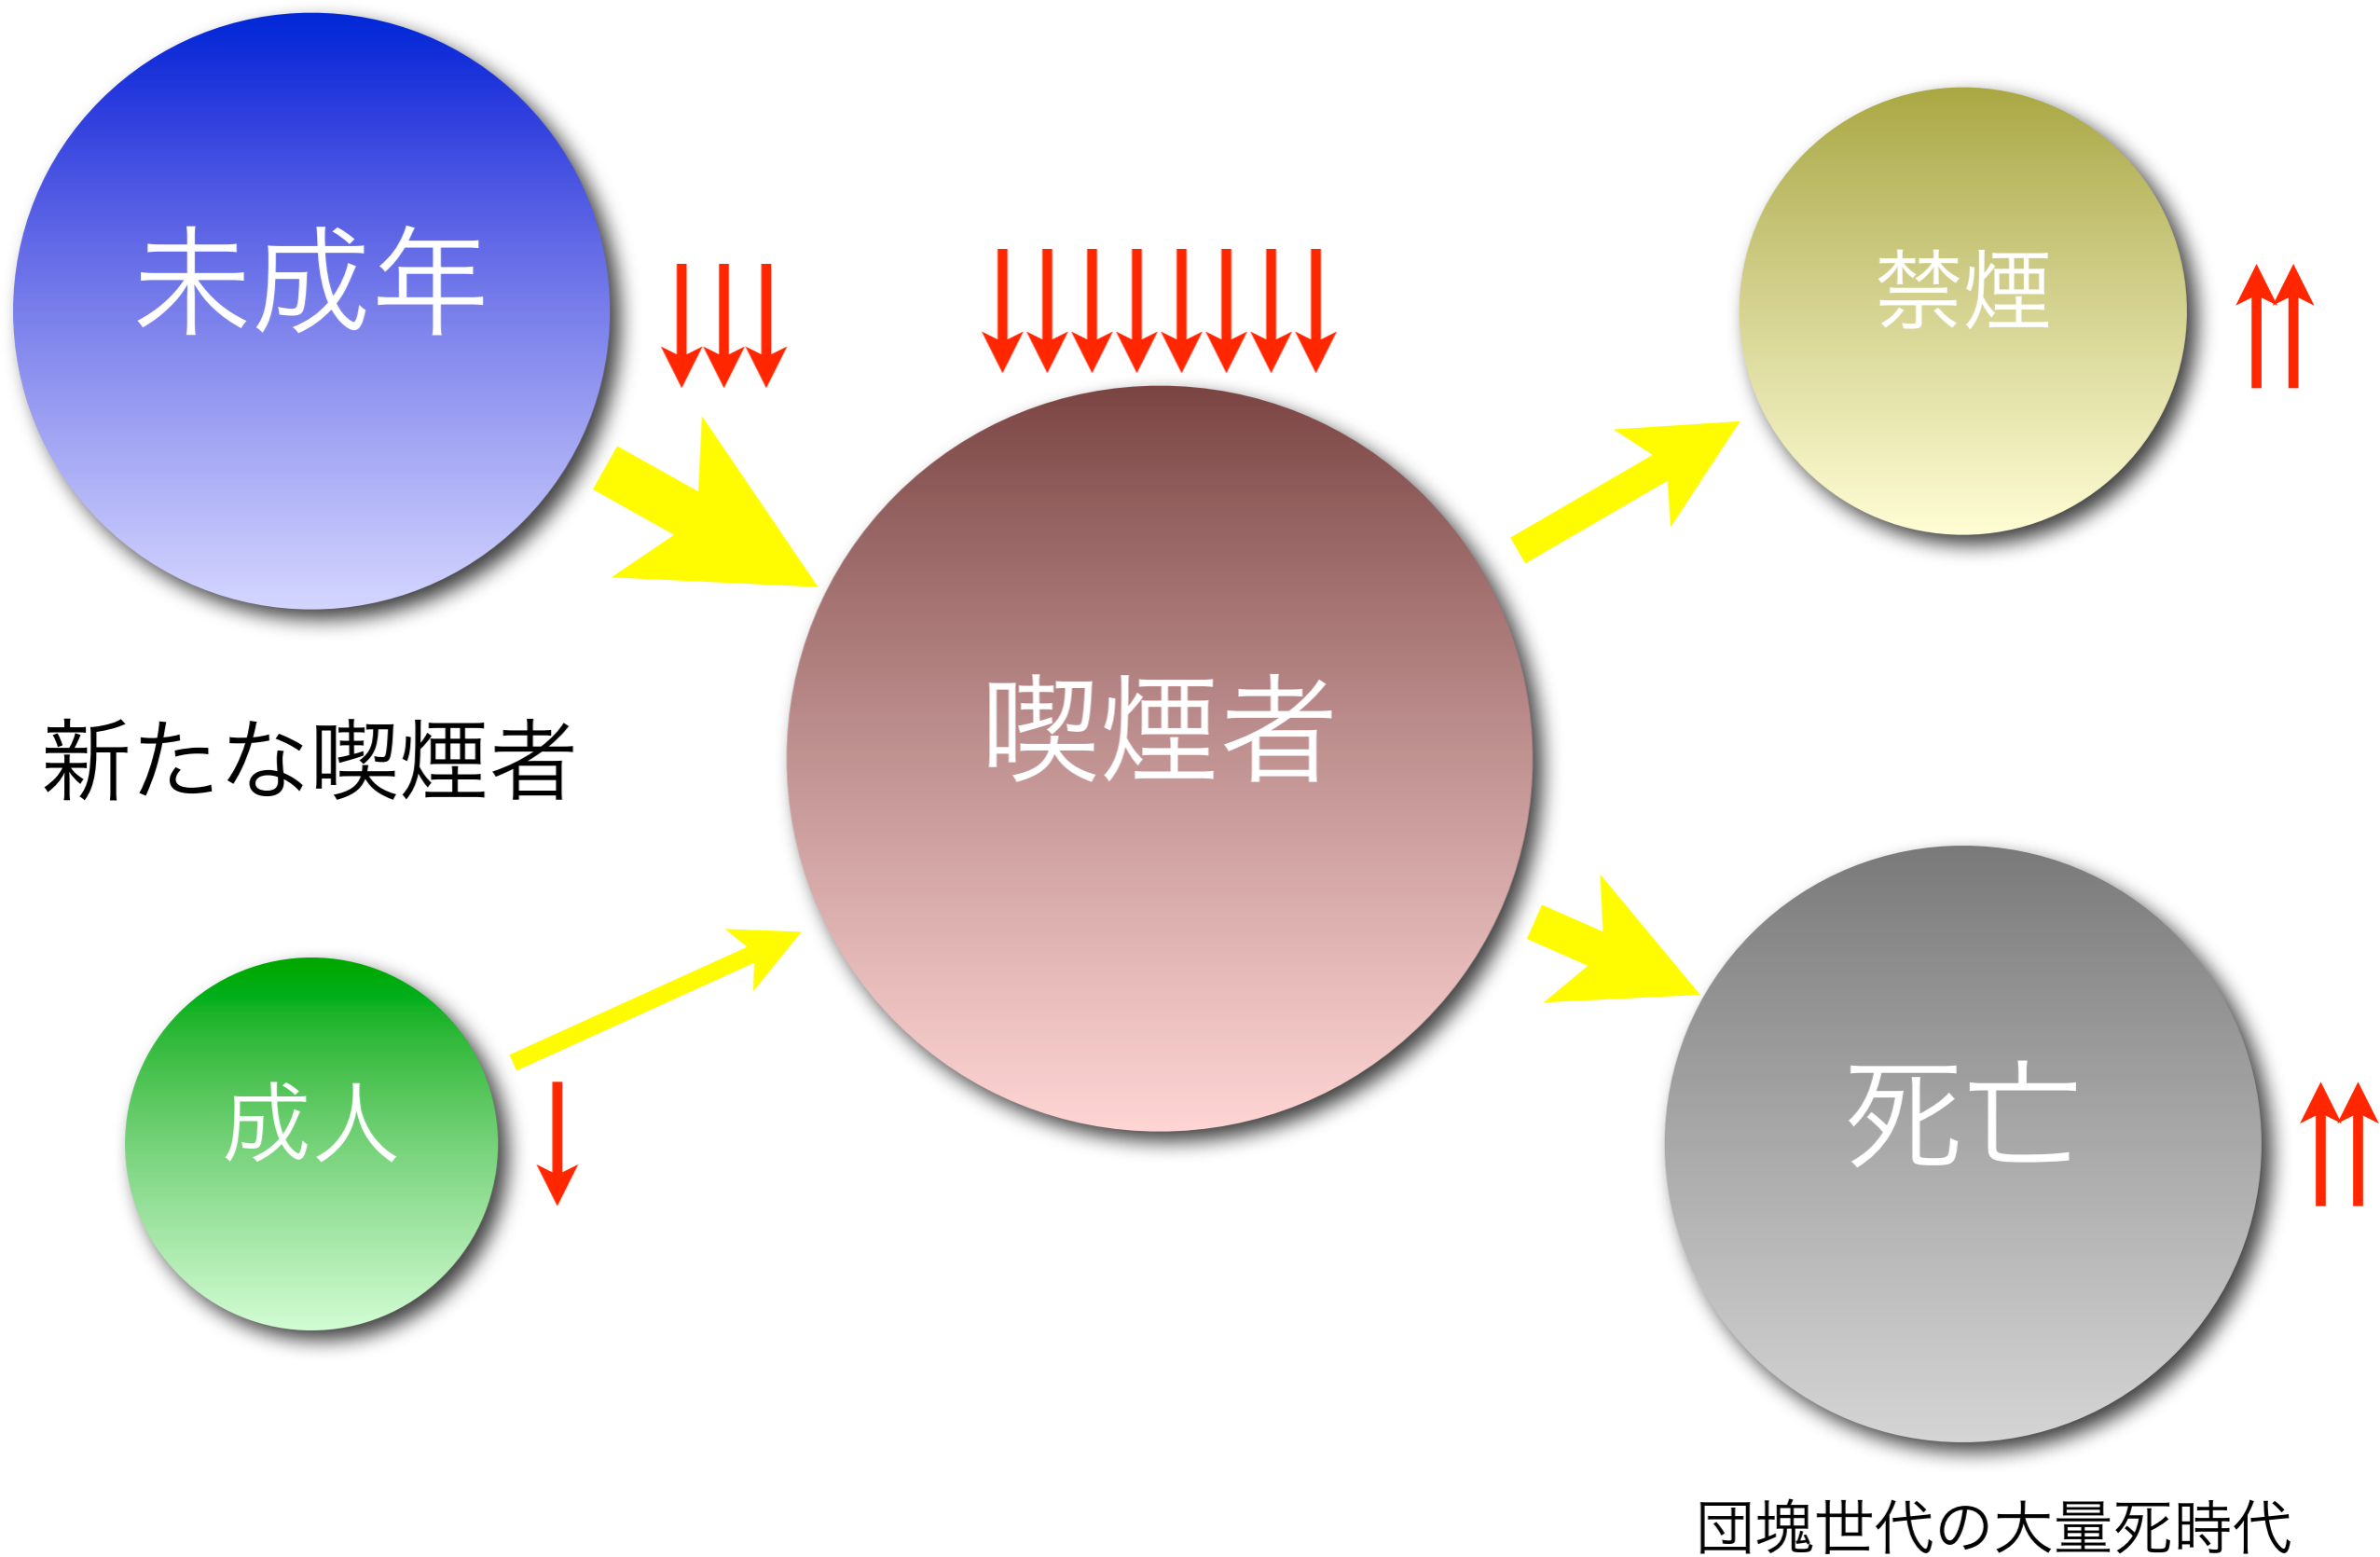 未成年
禁煙
喫煙者
新たな喫煙者
成人
死亡
団塊世代の大量死時代